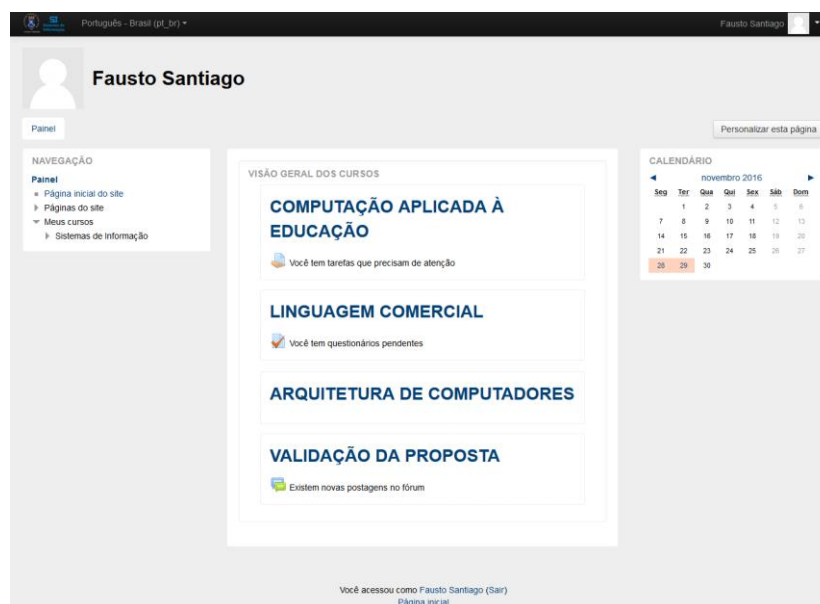 Português - Brasil (pt_br)
Fausto Santiago
Fausto Santiago
Painel
Personalizar esta página
NAVEGAÇÃO
Painel
Página inicial do site
Páginas do site
Meus cursos
Sistemas de Informação
VISÃO GERAL DOS CURSOS
COMPUTAÇÃO APLICADA À
EDUCAÇÃO
Você tem tarefas que precisam de atenção
LINGUAGEM COMERCIAL
Você tem questionários pendentes
ARQUITETURA DE COMPUTADORES
VALIDAÇÃO DA PROPOSTA
Existem novas postagens no fórum
CALENDÁRIO
novembro 2016
Seg Ter Qua Qui Sex Sáb Dom
1 2 3 4 5 6
7 8 9 10 11 12 13
14 15 16 17 18 19 20
21 22 23 24 25 26 27
28 29 30
Você acessou como Fausto Santiago (Sair)
Página inicial